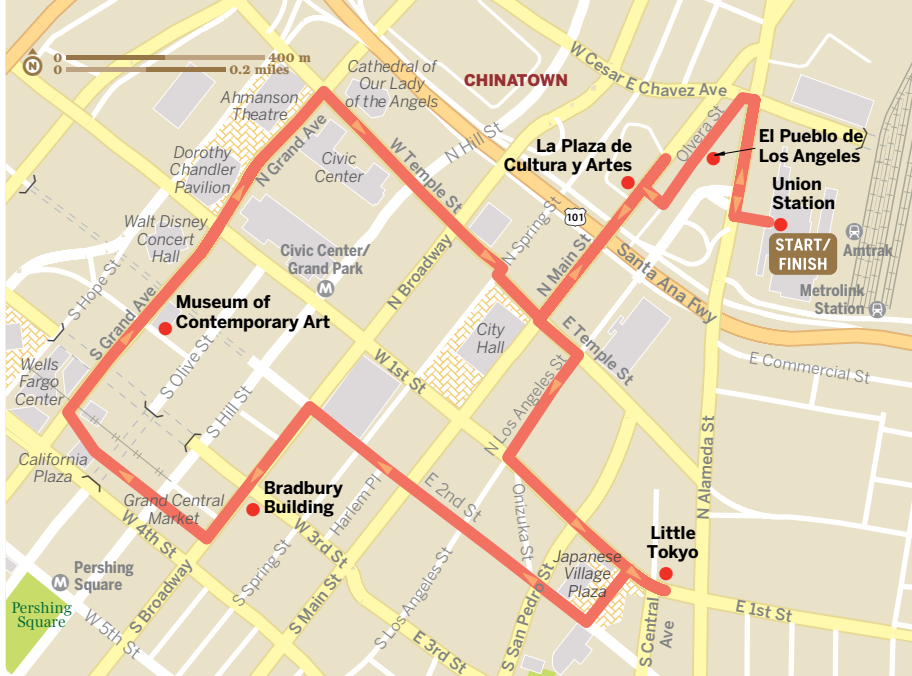 N
0
400 m
0
0.2 miles
Cathedral of
Our Lady
of the Angels
CHINATOWN
W Cesar E Chavez Ave
Ahmanson
Theatre
N Grand Ave
W Temple St
N Hill St
Olvera St
La Plaza de
Cultura y Artes
El Pueblo de
Los Angeles
Dorothy
Chandler
Pavilion
Civic
Center
Union
Station
START/
FINISH
Amtrak
Metrolink
Station
101
N Spring St
N Main St
Santa Ana Fwy
Walt Disney
Concert
Hall
Civic Center/
Grand Park
M
N Broadway
S Hope St
S Grand Ave
Museum of
Contemporary Art
City
Hall
E Temple St
E Commercial St
Wells
Fargo
Center
S Olive St
W 1st St
S Hill St
N Los Angeles St
N Alameda St
California
Plaza
Grand Central
Market
Bradbury
Building
Harlem Pl
E 2nd St
Onizuka St
Little
Tokyo
W 4th St
W 3rd St
Japanese
Village
Plaza
M
Pershing
Square
Pershing
Square
S Broadway
S Spring St
S Main St
S Los Angeles St
S San Pedro St
S Central
Ave
E 1st St
W 5th St
E 3rd St